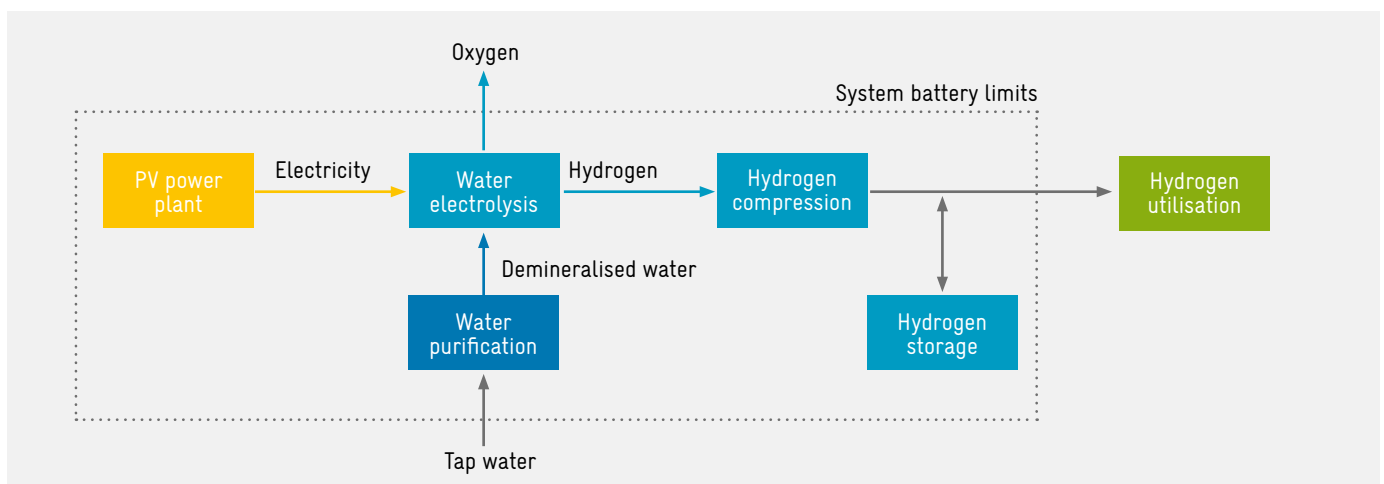 Oxygen
System battery limits
PV power
plant
Electricity
Water
electrolysis
Hydrogen
Hydrogen
compression
Hydrogen
utilisation
Demineralised water
Water
purification
Hydrogen
storage
Tap water